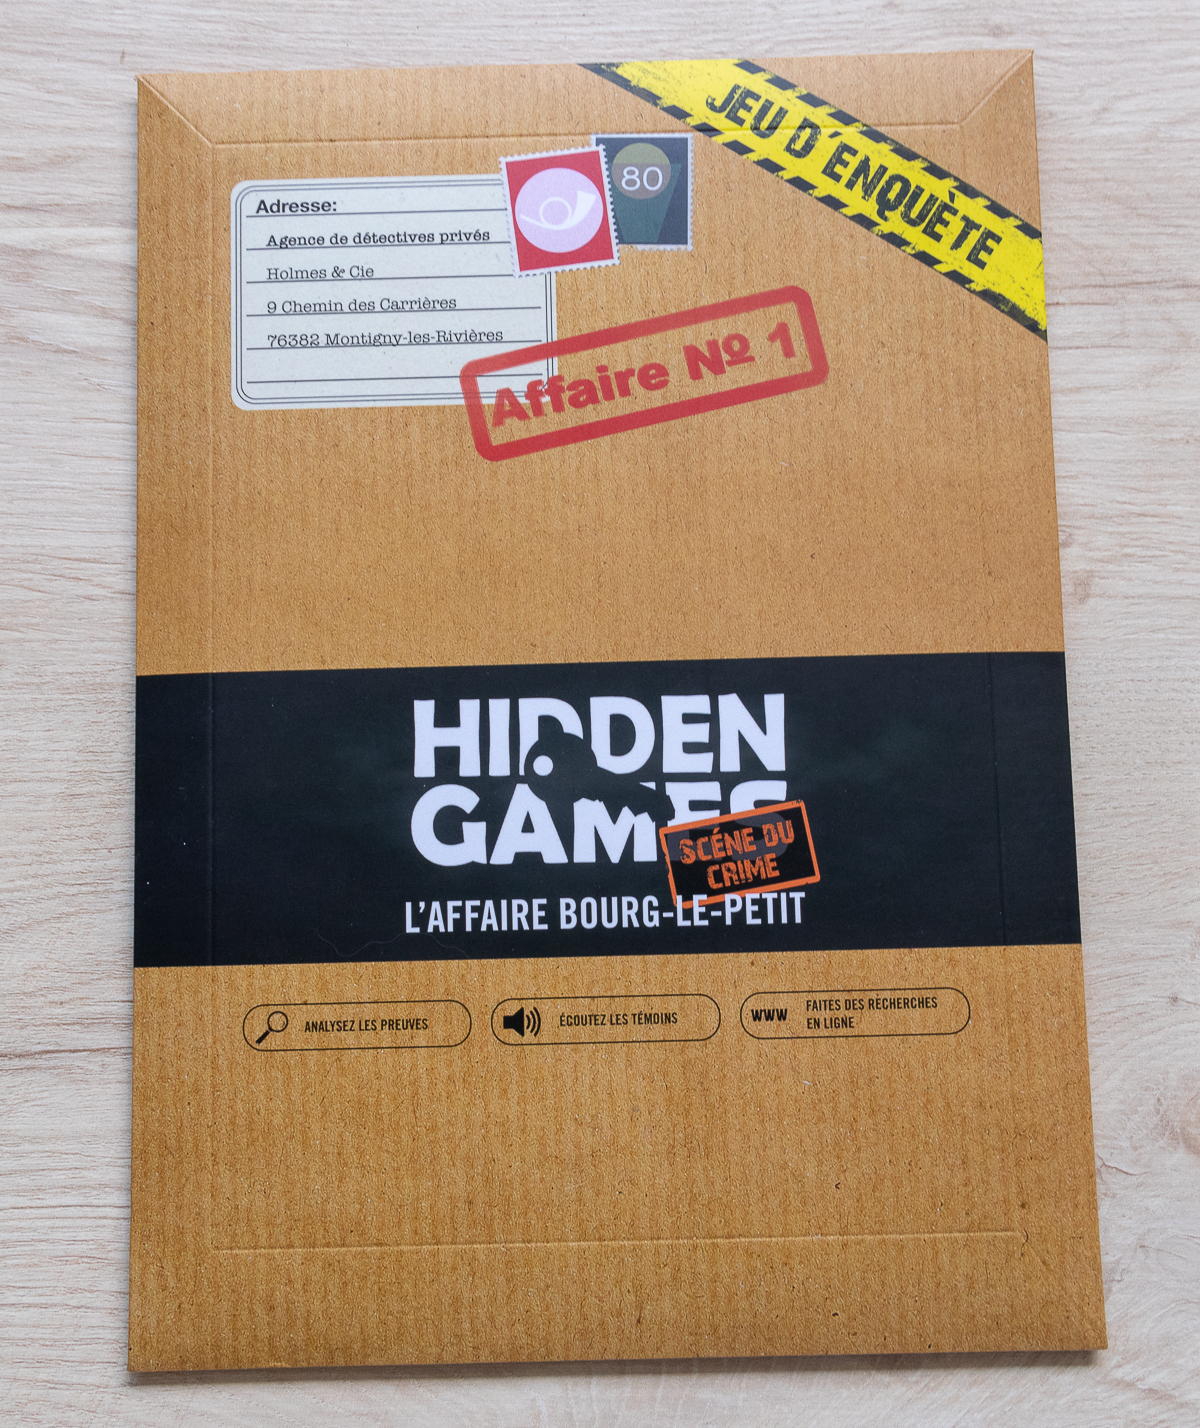 JEU D'ENQUÈTE
80
Adresse:
Agence de détectives privés
Holmes & Cie
9 Chemin des Carrières
76382 Montigny-les-Rivières
Affaire Nº 1
HIDDEN
GAMES
SCÉNE DU
CRIME
L'AFFAIRE BOURG-LE-PETIT
ANALYSEZ LES PREUVES
ÉCOUTEZ LES TÉMOINS
WWW
FAITES DES RECHERCHES
EN LIGNE